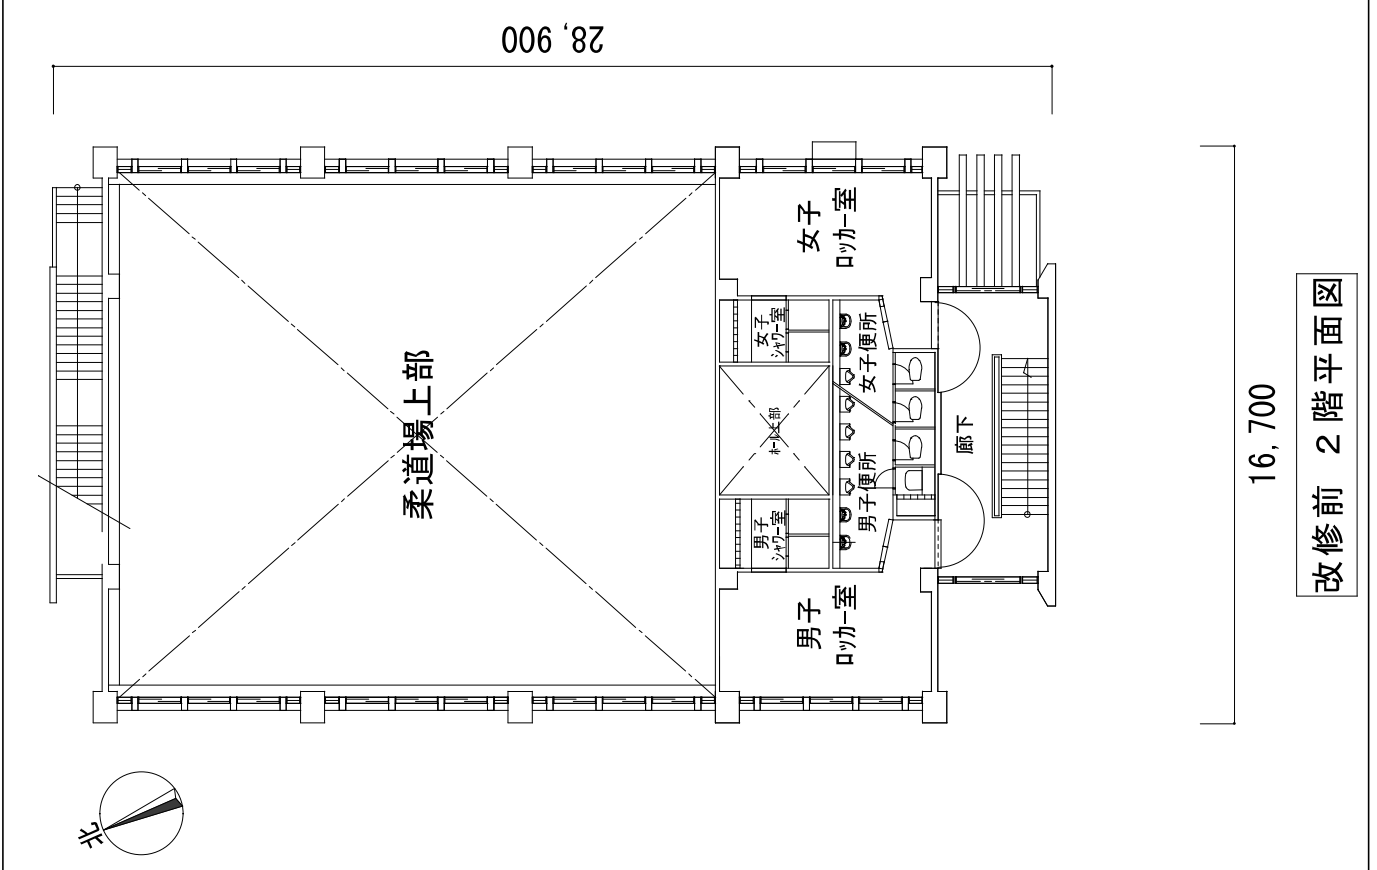 28,900
柔道場上部
女子
ロッカー室
女子
シャワー室
女子便所
ホール上部
男子
シャワー室
男子便所
廊下
男子
ロッカー室
16,700
改修前 2階平面図
北